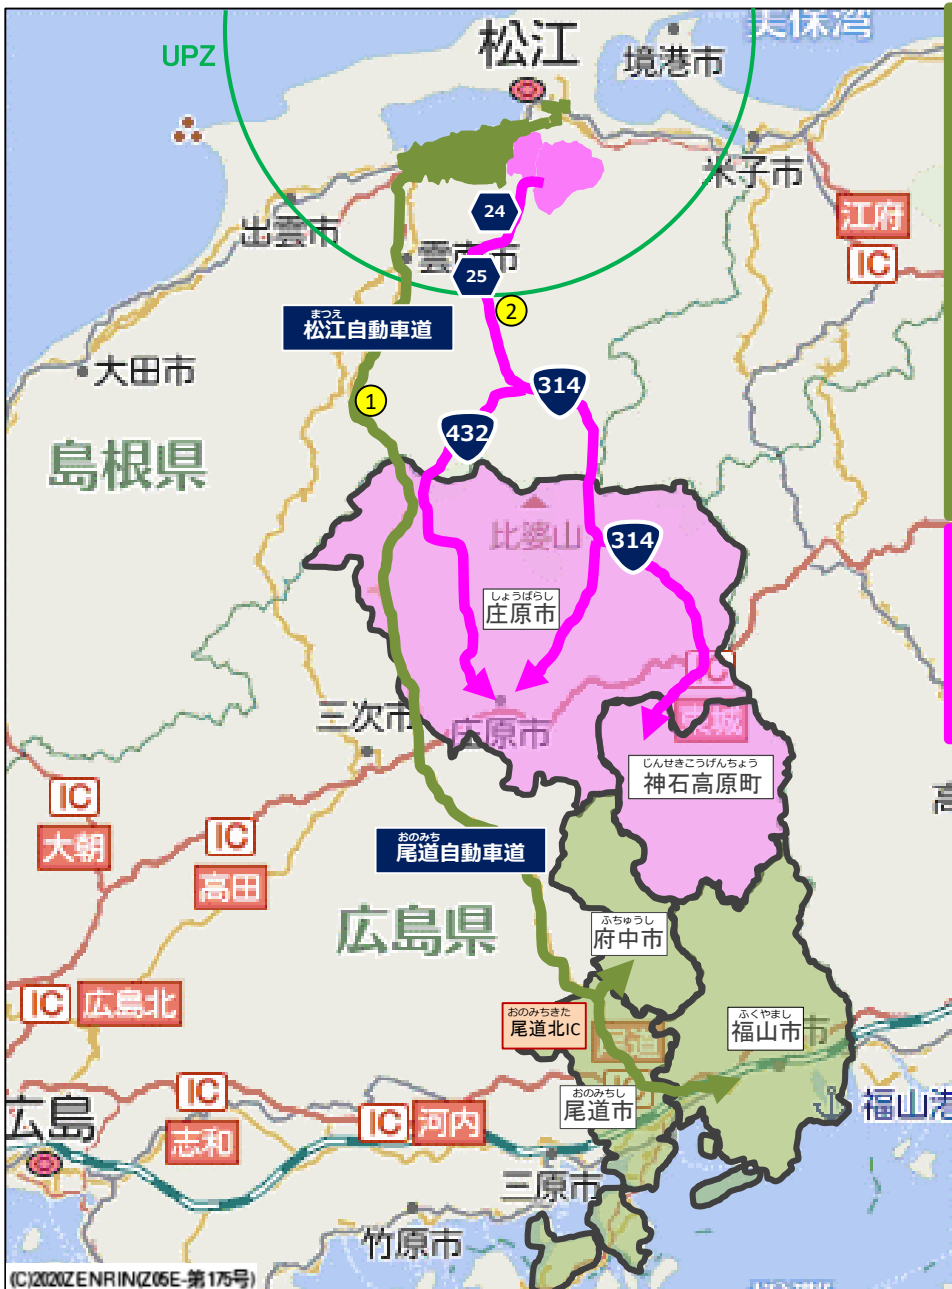 美保湾
UPZ
松江
境港市
米子市
24
出雲市
江府
IC
雲南市
25
2
まつえ
松江自動車道
大田市
314
1
432
島根県
比婆山
314
しょうばらし
庄原市
IC
三次市
庄原市
東城
じんせきこうげんちょう
神石高原町
IC
高
大朝
IC
おのみち
尾道自動車道
高田
広島県
ふちゅうし
府中市
IC
広島北
おのみちきた
尾道北IC
尾道
ふくやまし
福山市
市
IC
IC
おのみちし
尾道市
福山港
広島
志和
IC
河内
三原市
竹原市
(C)2020ZENRIN(Z05E-第175号)